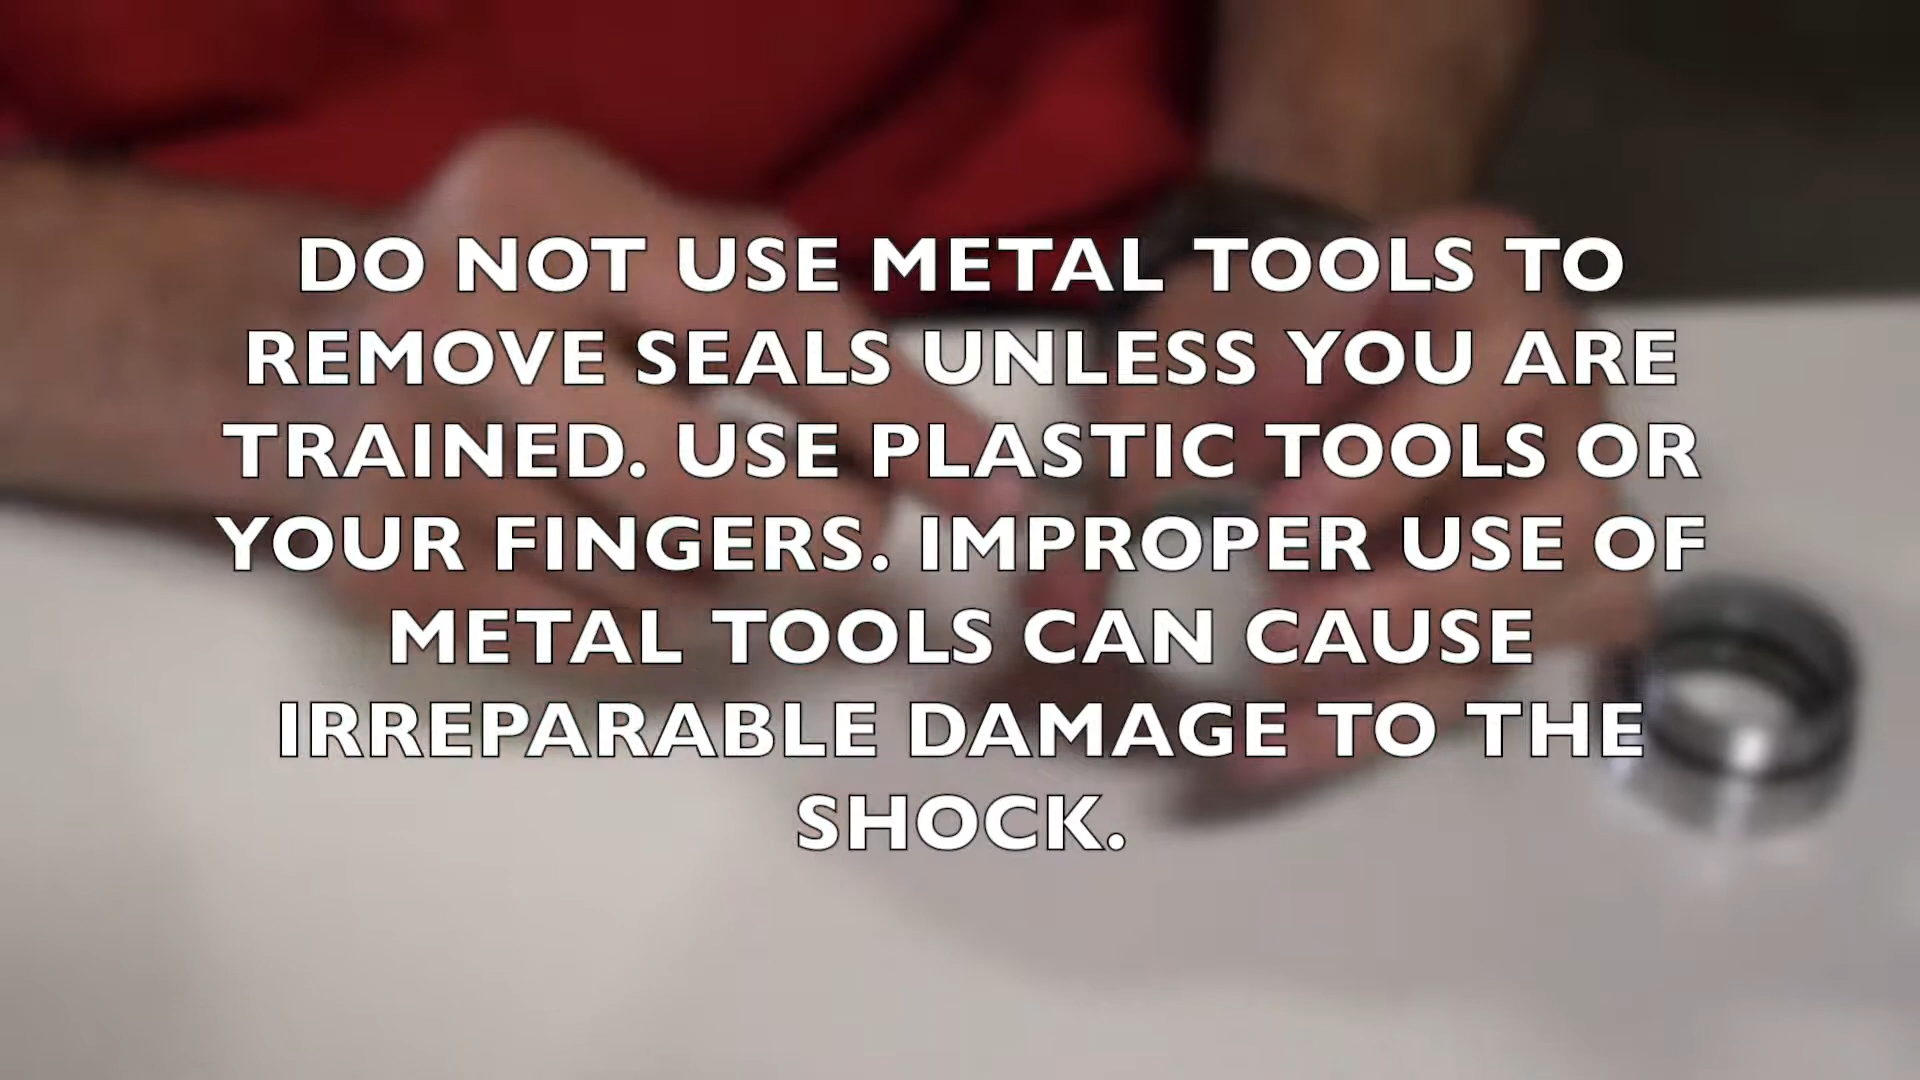 DO NOT USE METAL TOOLS TO
REMOVE SEALS UNLESS YOU ARE
TRAINED. USE PLASTIC TOOLS OR
YOUR FINGERS. IMPROPER USE OF
METAL TOOLS CAN CAUSE
IRREPARABLE DAMAGE TO THE
SHOCK.